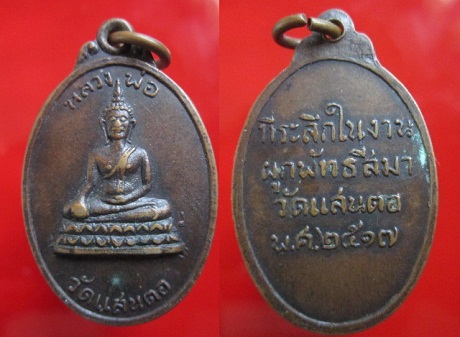 หลวงพ่อ
วัดแสนตอ
ที่ระลึกในงาน
ผูกพัทธสีมา
วัดแสนตอ
พ.ศ.๒๕๑๗